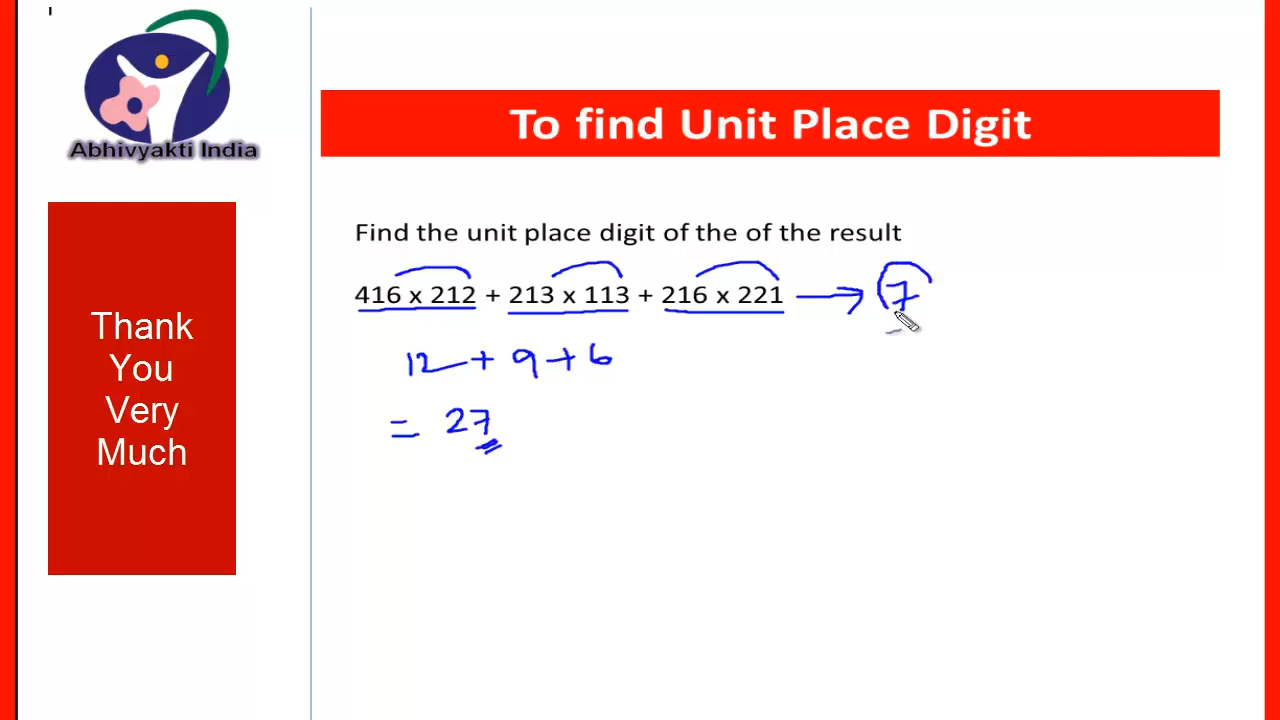 Abhivyakti India
To find Unit Place Digit
Thank
You
Very
Much
Find the unit place digit of the of the result
416 x 212 + 213 x 113 + 216 x 221 → 7
12 + 9 + 6
= 27